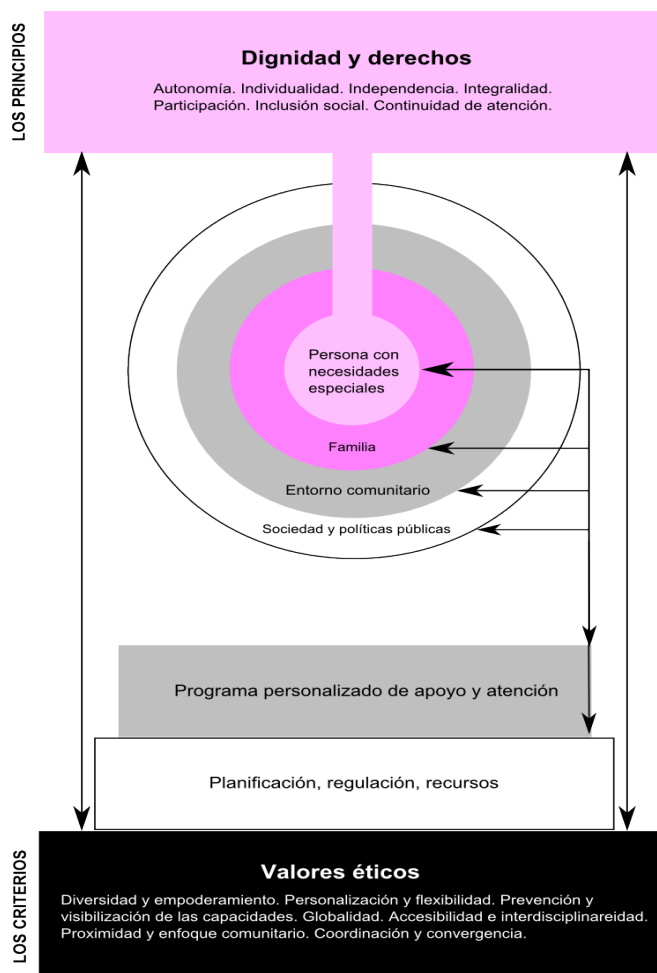 LOS PRINCIPIOS
Dignidad y derechos
Autonomía. Individualidad. Independencia. Integralidad.
Participación. Inclusión social. Continuidad de atención.
Persona con
necesidades
especiales
Familia
Entorno comunitario
Sociedad y políticas públicas
Programa personalizado de apoyo y atención
Planificación, regulación, recursos
LOS CRITERIOS
Valores éticos
Diversidad y empoderamiento. Personalización y flexibilidad. Prevención y
visibilización de las capacidades. Globalidad. Accesibilidad e interdisciplinareidad.
Proximidad y enfoque comunitario. Coordinación y convergencia.